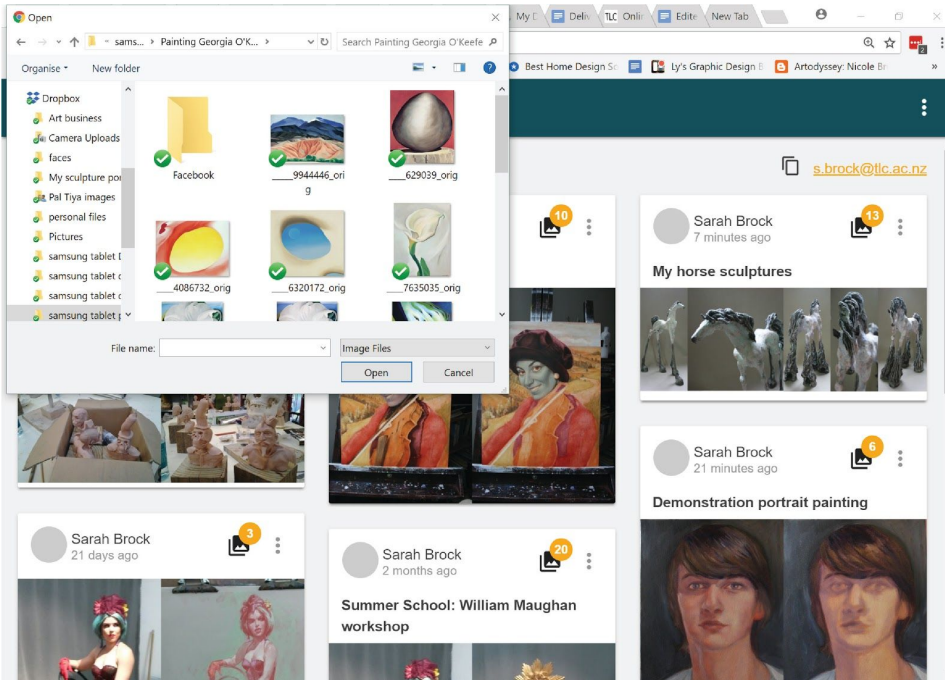 Open
sams... > Painting Georgia O'K... >
Search Painting Georgia O'Keefe
Organise
New folder
Dropbox
Art business
Camera Uploads
faces
My sculpture por
Pal Tiya images
personal files
Pictures
samsung tablet
samsung tablet
samsung tablet
samsung tablet
Facebook
____9944446_ori
g
____629039_orig
____4086732_orig
____6320172_orig
____7635035_orig
File name:
Image Files
Open
Cancel
My D
Deliv
TLC Onlin
Edite
New Tab
2
Best Home Design Sc
Ly's Graphic Design
Artodyssey: Nicole Br
»
s.brock@tlc.ac.nz
10
Sarah Brock
7 minutes ago
13
My horse sculptures
Sarah Brock
21 minutes ago
6
Demonstration portrait painting
Sarah Brock
21 days ago
3
Sarah Brock
2 months ago
20
Summer School: William Maughan
workshop